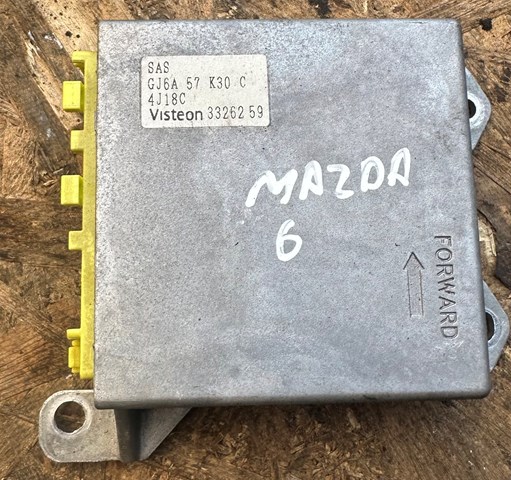 SAS
GJ6A 57 K30 C
4J18C
Visteon 33262 59
MAZDA
6
FORWARD